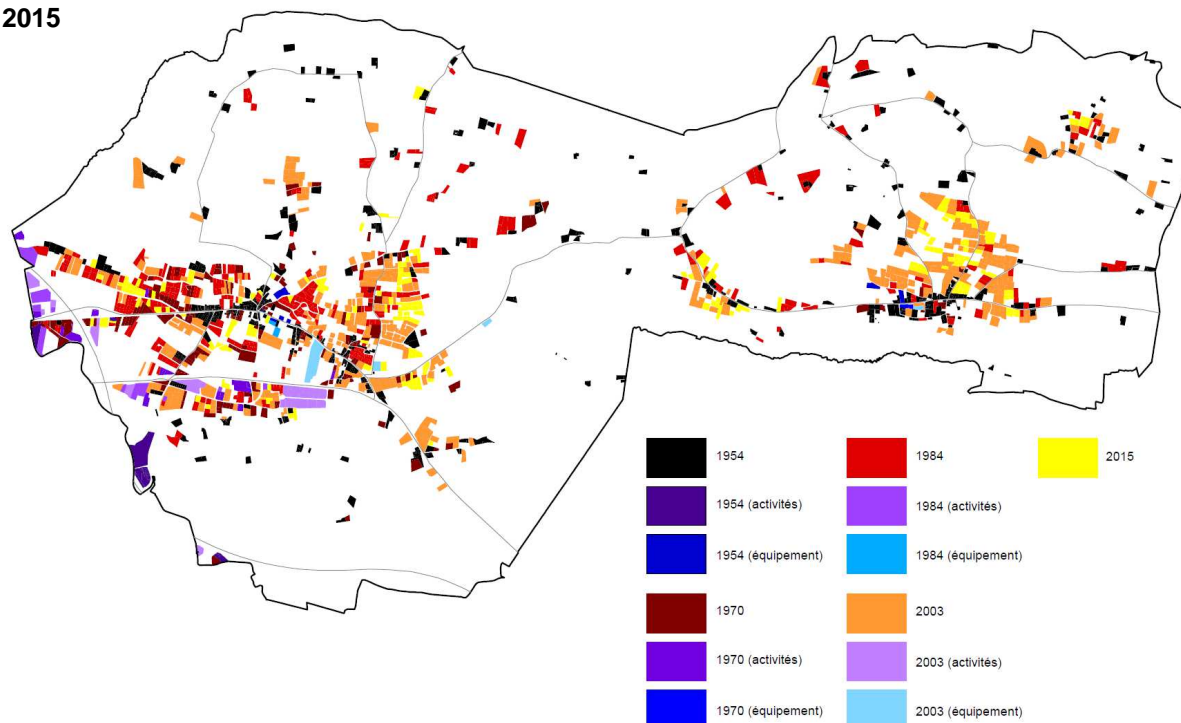 2015
1954
1984
2015
1954 (activités)
1984 (activités)
1954 (équipement)
1984 (équipement)
1970
2003
1970 (activités)
2003 (activités)
1970 (équipement)
2003 (équipement)